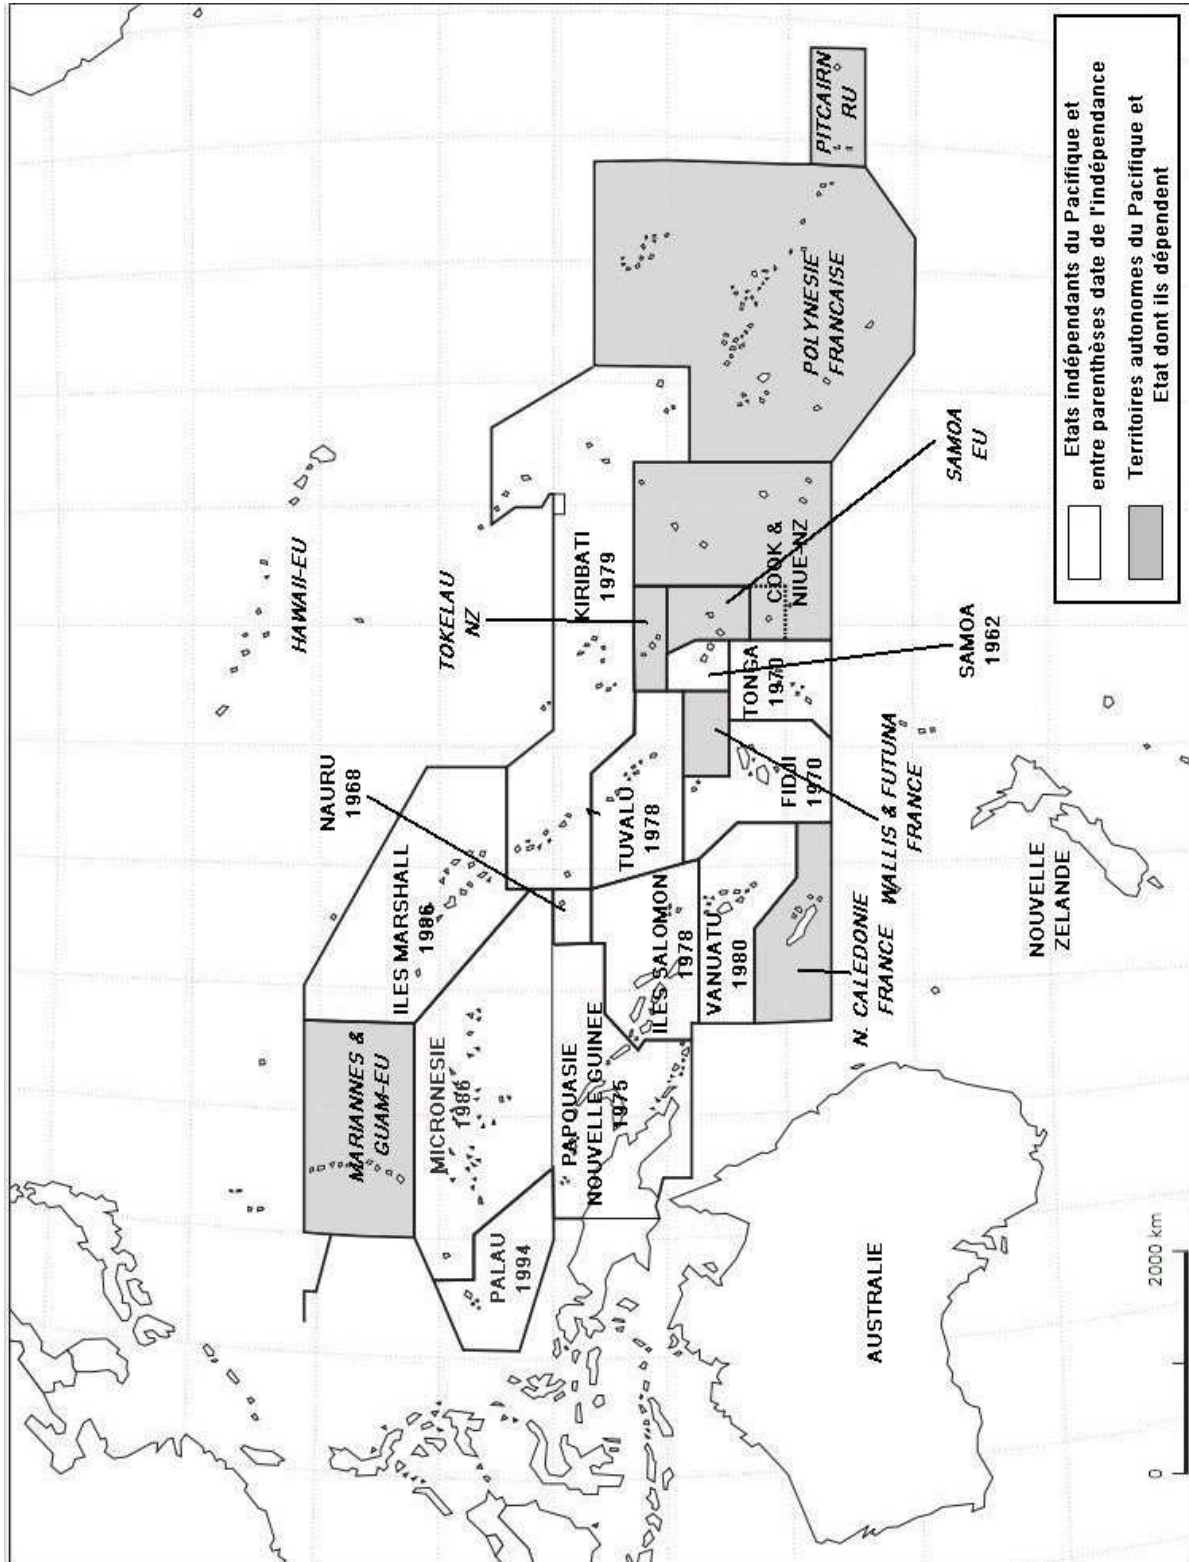 HAWAII-EU
MARIANNES &
GUAM-EU
NAURU
1968
TOKELAU
NZ
ILES MARSHALL
1986
MICRONESIE
1986
PALAU
1994
KIRIBATI
1979
PAPOUASIE
NOUVELLE GUINEE
1975
TUVALU
1978
ILES SALOMON
1978
VANUATU
1980
FIDJI
1970
TONGA
1970
COOK &
NIUE-NZ
POLYNESIE
FRANCAISE
PITCAIRN
RU
SAMOA
EU
SAMOA
1962
WALLIS & FUTUNA
FRANCE
N. CALEDONIE
FRANCE
AUSTRALIE
NOUVELLE
ZELANDE
0
2000 km
Etats indépendants du Pacifique et
entre parenthèses date de l'indépendance
Territoires autonomes du Pacifique et
Etat dont ils dépendent